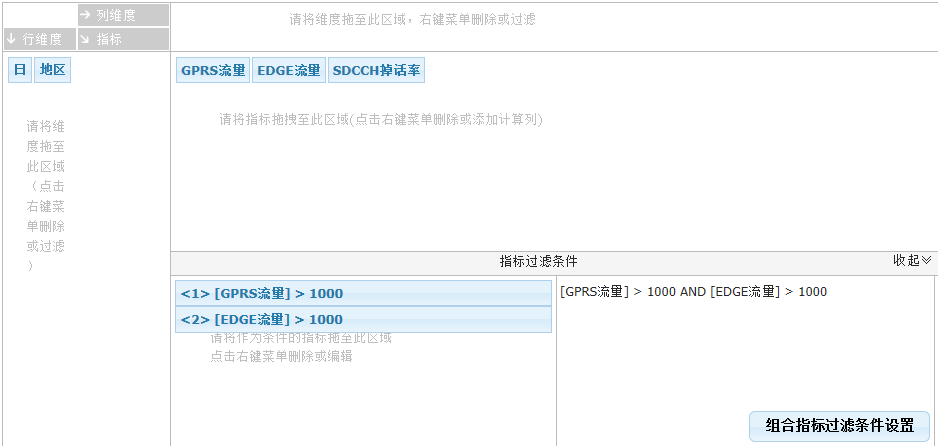 → 列维度
请将维度拖至此区域，右键菜单删除或过滤
↓ 行维度
↘ 指标
日 地区
GPRS流量 EDGE流量 SDCCH掉话率
请将指标拖拽至此区域(点击右键菜单删除或添加计算列)
请将维
度拖至
此区域
（点击
右键菜
单删除
或过滤
）
指标过滤条件
收起
<1> [GPRS流量] > 1000
<2> [EDGE流量] > 1000
请将作为条件的指标拖至此区域
点击右键菜单删除或编辑
[GPRS流量] > 1000 AND [EDGE流量] > 1000
组合指标过滤条件设置